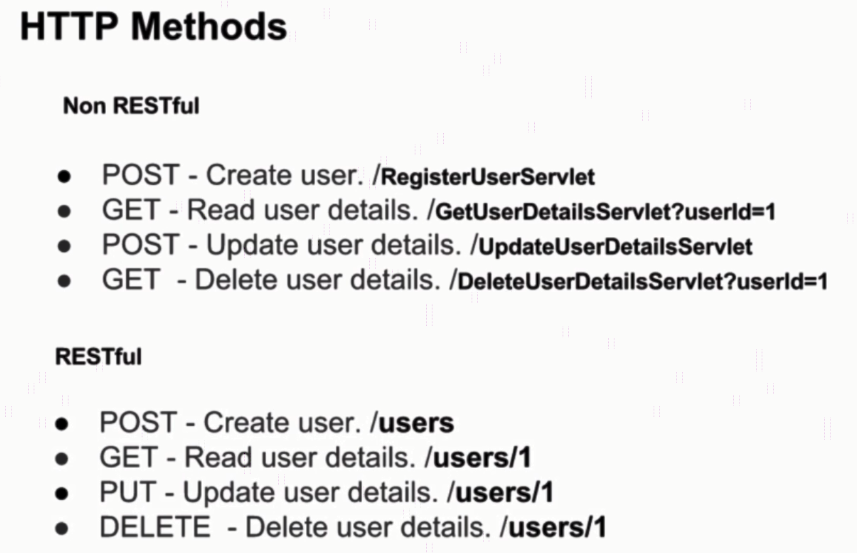 HTTP Methods
Non RESTful
● POST - Create user. /RegisterUserServlet
● GET - Read user details. /GetUserDetailsServlet?userId=1
● POST - Update user details. /UpdateUserDetailsServlet
● GET - Delete user details. /DeleteUserDetailsServlet?userId=1
RESTful
● POST - Create user. /users
● GET - Read user details. /users/1
● PUT - Update user details. /users/1
● DELETE - Delete user details. /users/1